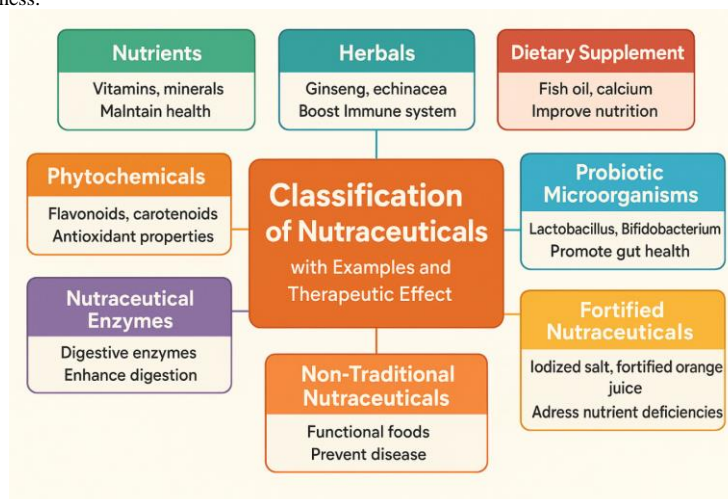 ness.
Nutrients
Vitamins, minerals
Malntain health
Herbals
Ginseng, echinacea
Boost Immune system
Dietary Supplement
Fish oil, calcium
Improve nutrition
Phytochemicals
Flavonoids, carotenoids
Antioxidant properties
Classification
of Nutraceuticals
with Examples and
Therapeutic Effect
Probiotic
Microorganisms
Lactobacillus, Bifidobacterium
Promote gut health
Nutraceutical
Enzymes
Digestive enzymes
Enhance digestion
Non-Traditional
Nutraceuticals
Functional foods
Prevent disease
Fortified
Nutraceuticals
Iodized salt, fortified orange
juice
Adress nutrient deficiencies